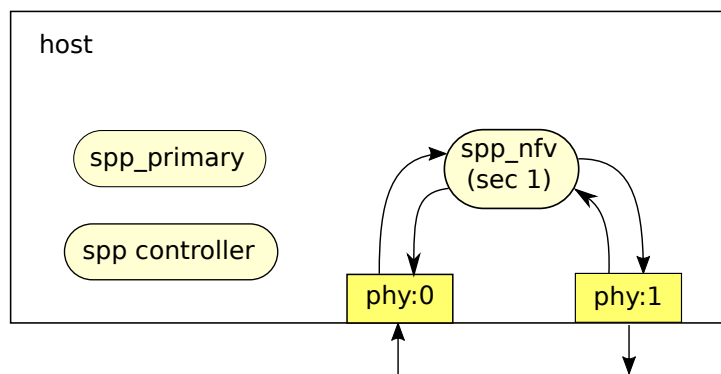 host
spp_primary
spp_nfv
(sec 1)
spp controller
phy:0
phy:1